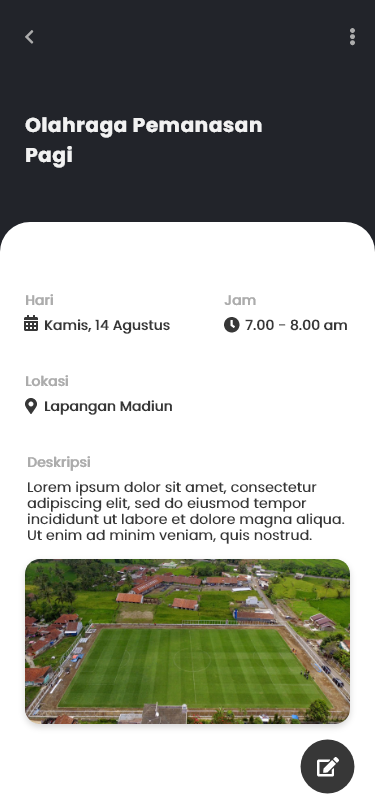 Olahraga Pemanasan
Pagi
Hari
Jam
Kamis, 14 Agustus
7.00 - 8.00 am
Lokasi
Lapangan Madiun
Deskripsi
Lorem ipsum dolor sit amet, consectetur
adipiscing elit, sed do eiusmod tempor
incididunt ut labore et dolore magna aliqua.
Ut enim ad minim veniam, quis nostrud.